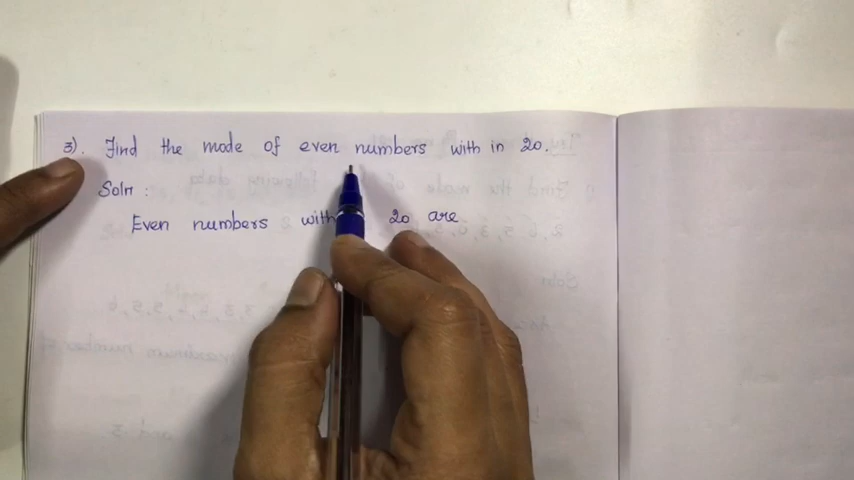 3). Find the mode of even numbers with in 20.
Soln :
Even numbers with 20 are